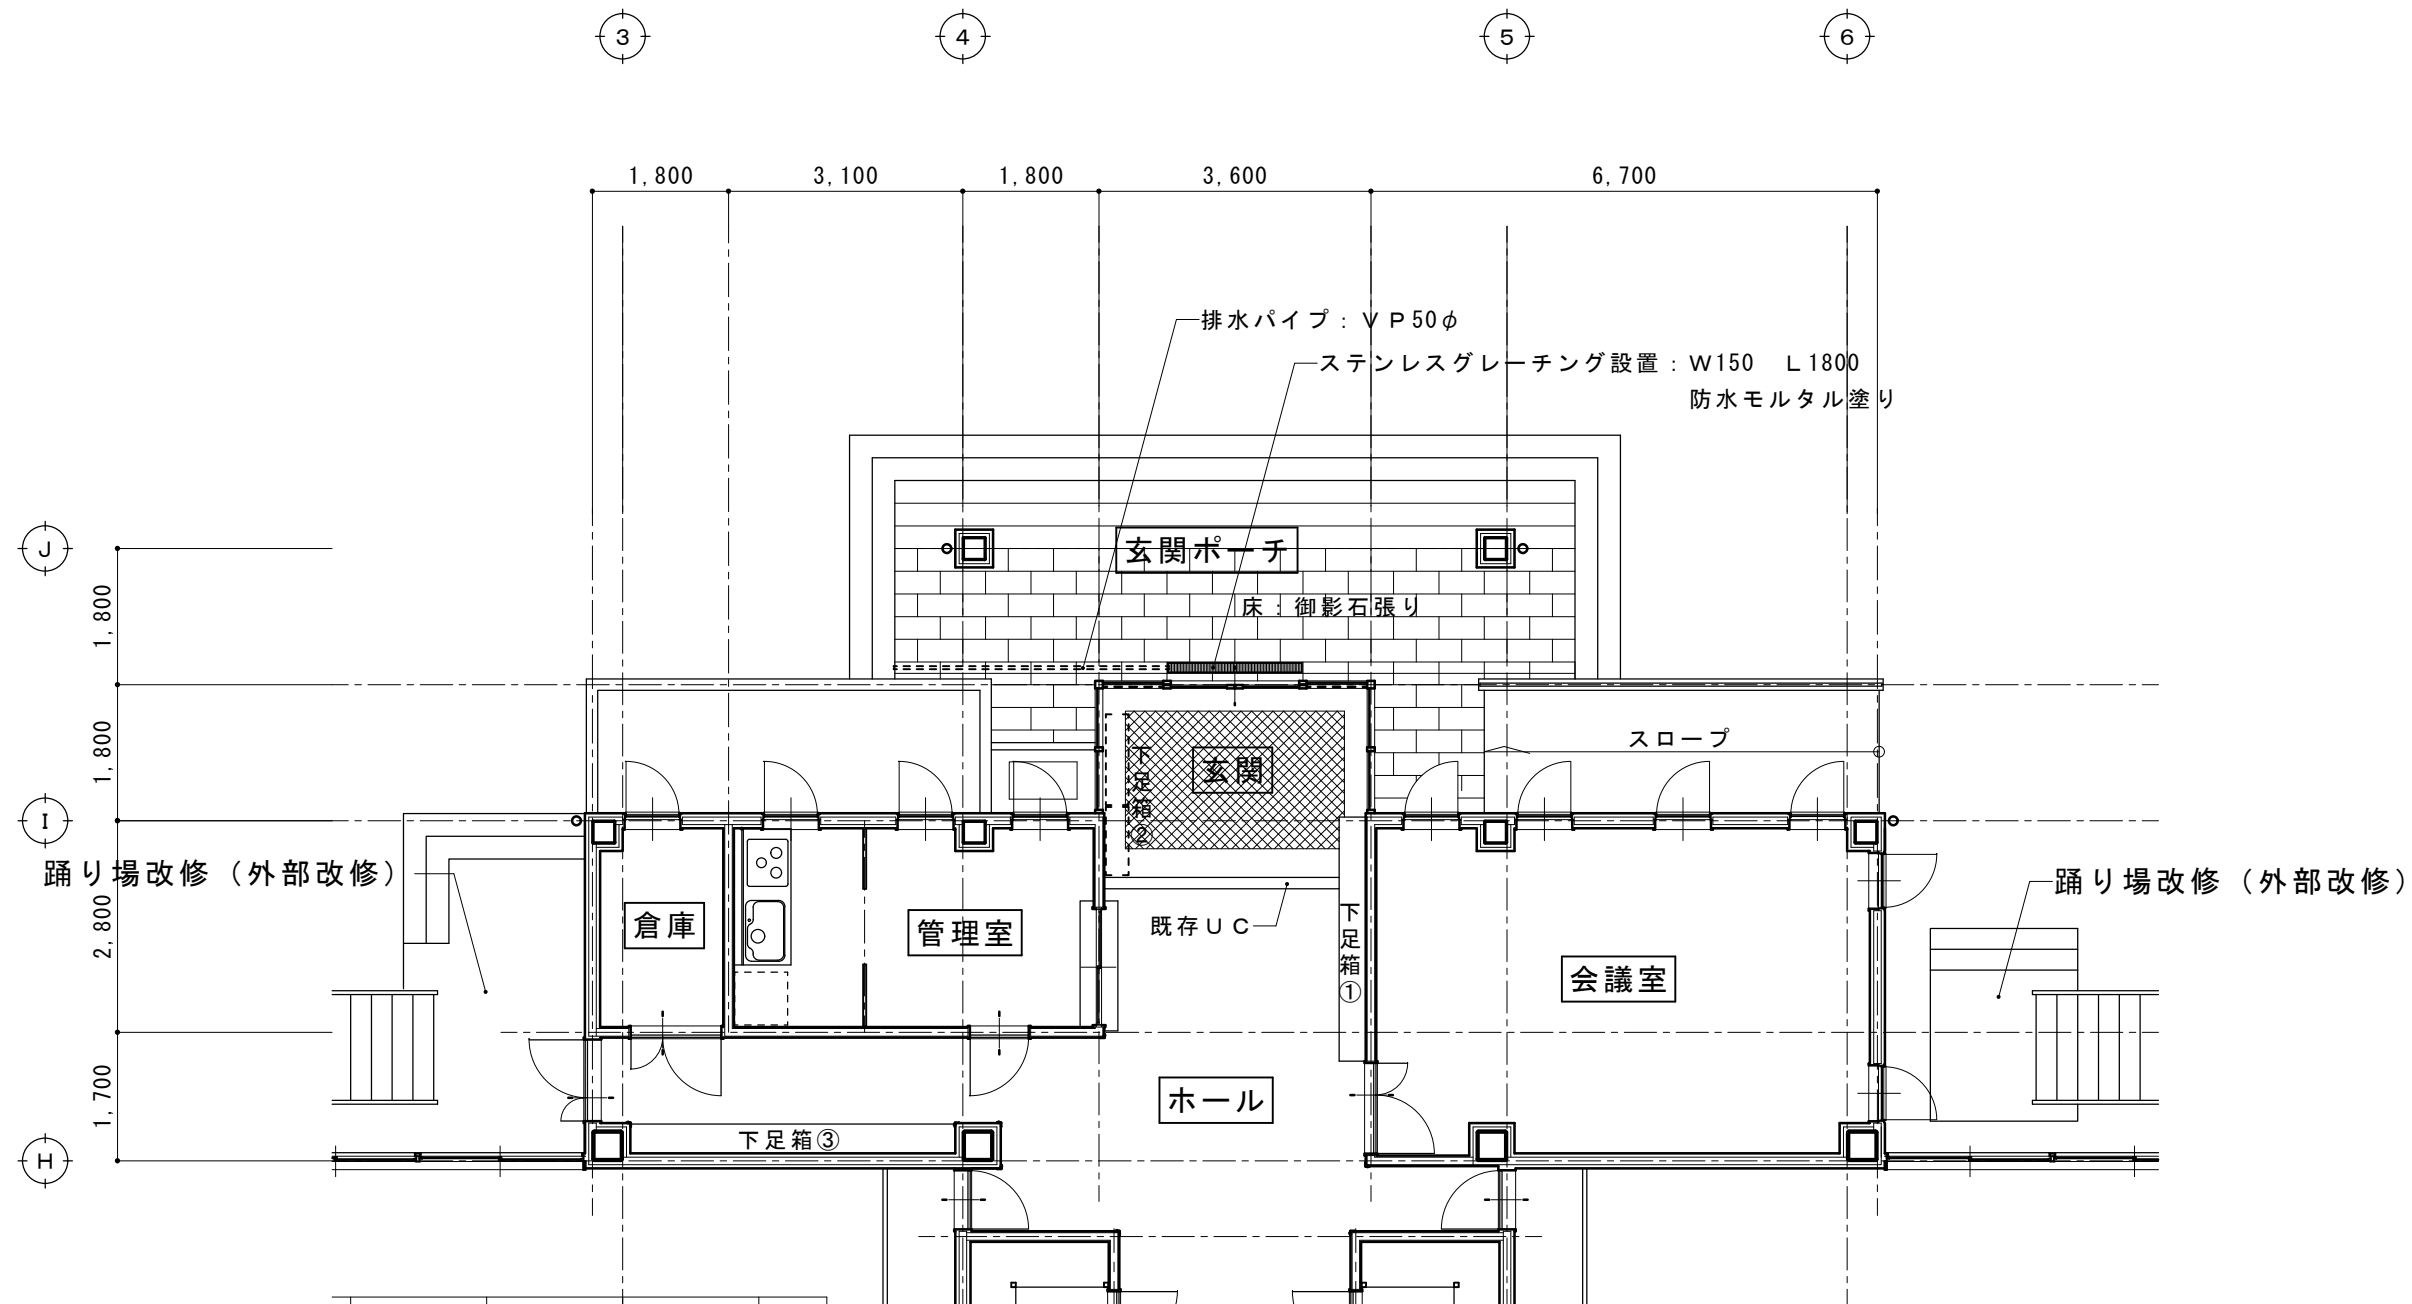 3
4
5
6
1,800
3,100
1,800
3,600
6,700
排水パイプ：ＶＰ50φ
ステンレスグレーチング設置：Ｗ150　Ｌ1800
防水モルタル塗り
J
玄関ポーチ
1,800
床：御影石張り
1,800
スロープ
下足箱②
玄関
I
踊り場改修（外部改修）
踊り場改修（外部改修）
2,800
倉庫
管理室
既存ＵＣ
下足箱①
会議室
1,700
ホール
下足箱③
H